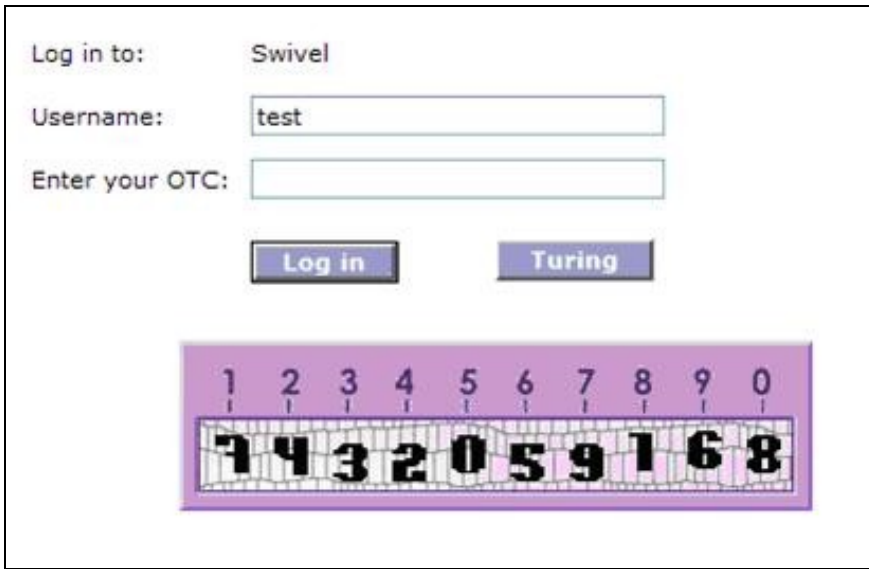 Log in to: Swivel
Username: test
Enter your OTC:
Log in Turing
1 2 3 4 5 6 7 8 9 0
7 4 3 2 0 5 9 1 6 8